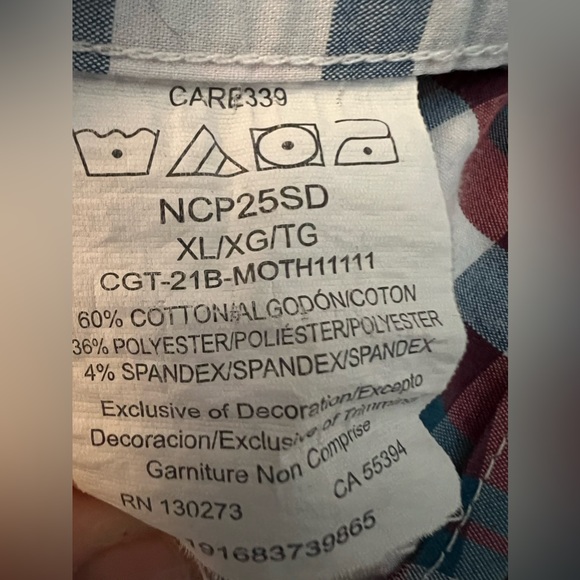 CARE339
NCP25SD
XL/XG/TG
CGT-21B-MOTH11111
60% COTTON/ALGODÓN/COTON
36% POLYESTER/POLIÉSTER/POLYESTER
4% SPANDEX/SPANDEX/SPANDEX
Exclusive of Decoration/Excepto
Decoracion/Exclusive of Trimming
Garniture Non Comprise
RN 130273 CA 55394
191683739865